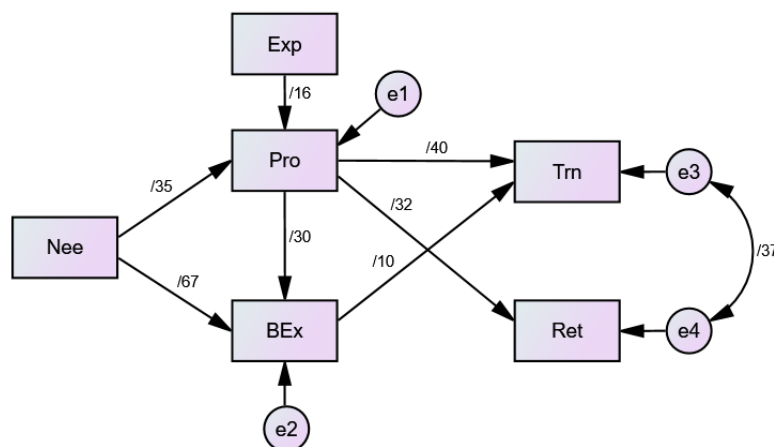 Exp
/16
e1
Pro
/40
Trn
e3
/35
/32
Nee
/30
/37
/67
/10
BEx
Ret
e4
e2